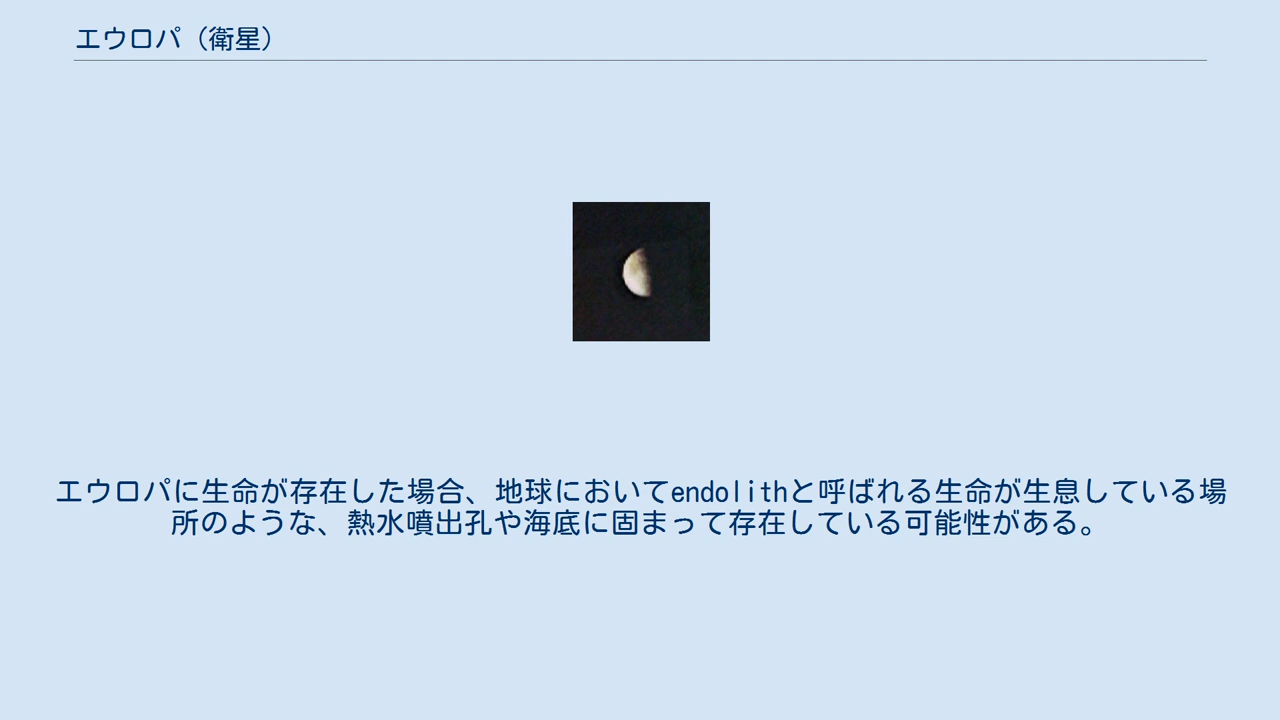 エウロパ（衛星）
エウロパに生命が存在した場合、地球においてendolithと呼ばれる生命が生息している場
所のような、熱水噴出孔や海底に固まって存在している可能性がある。